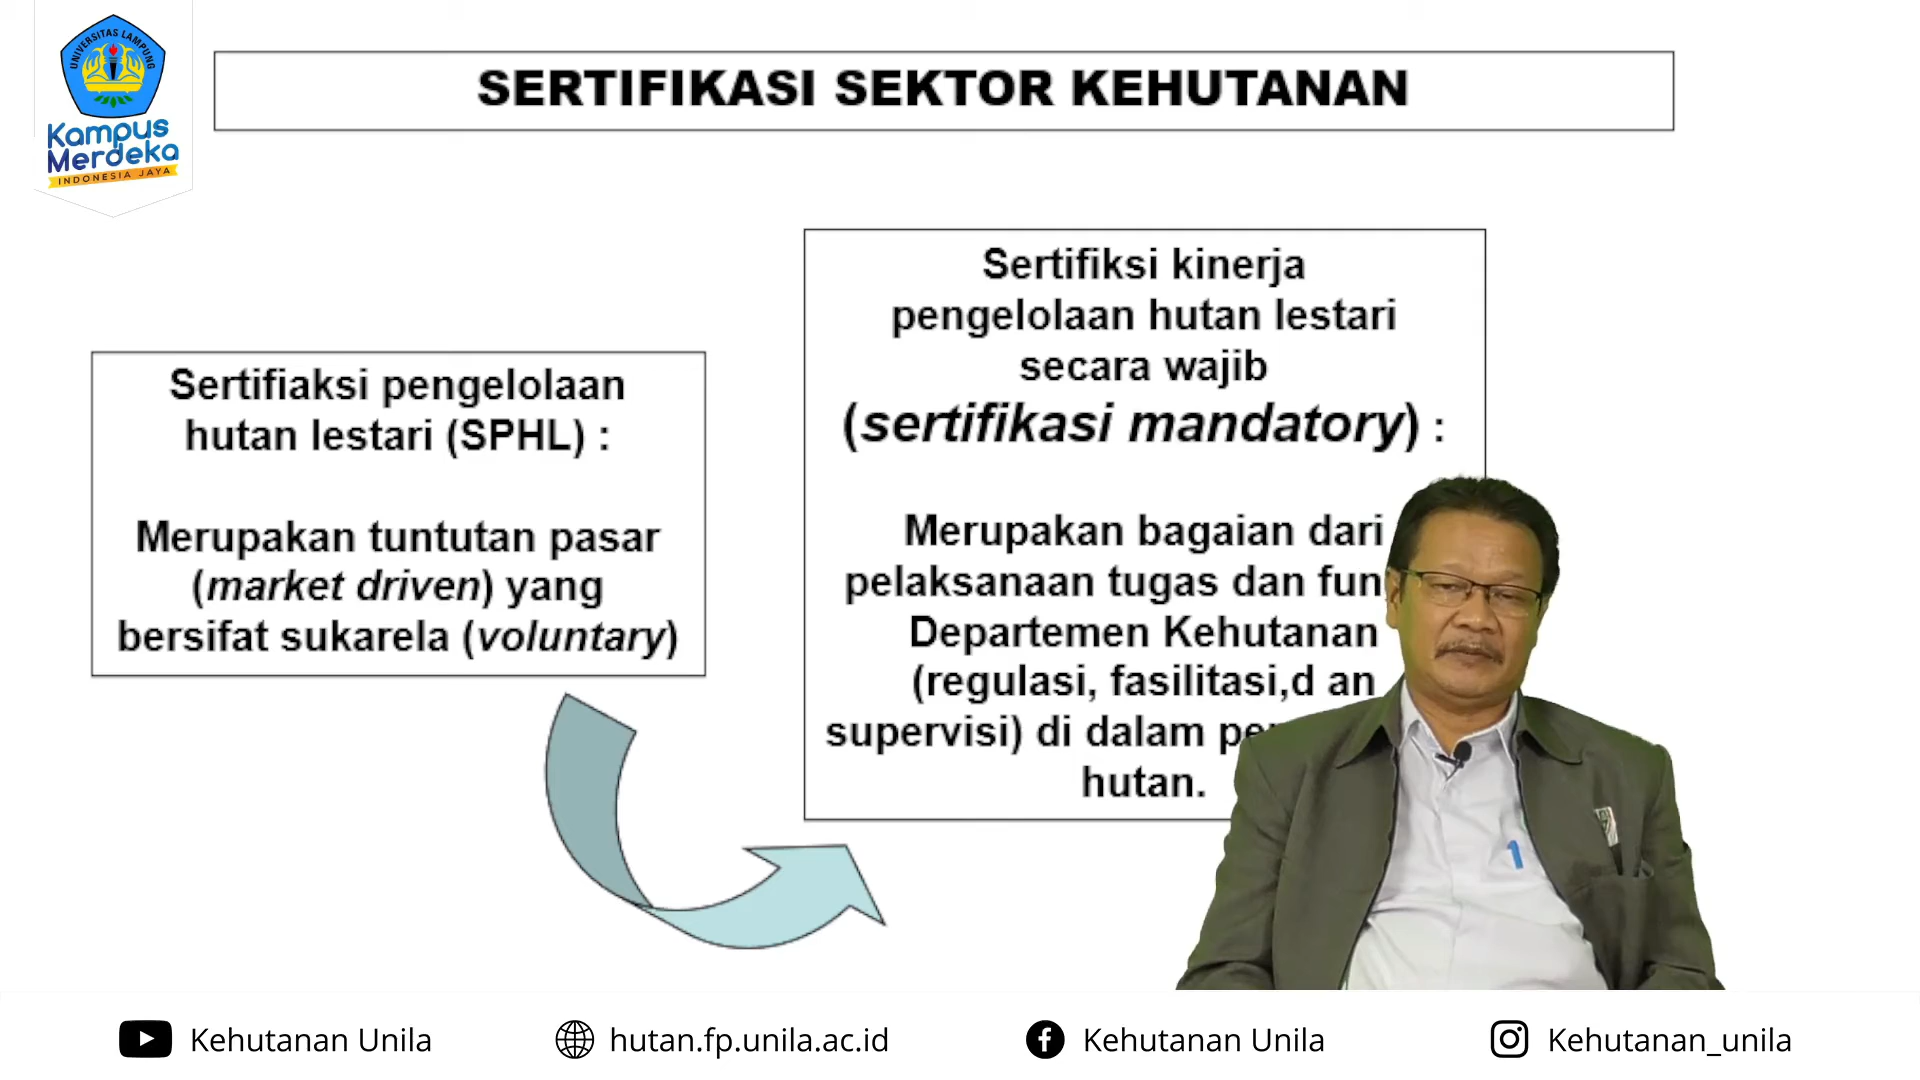 UNIVERSITAS LAMPUNG
Kampus
Merdeka
INDONESIA JAYA
SERTIFIKASI SEKTOR KEHUTANAN
Sertifiaksi pengelolaan
hutan lestari (SPHL) :
Merupakan tuntutan pasar
(market driven) yang
bersifat sukarela (voluntary)
Sertifiksi kinerja
pengelolaan hutan lestari
secara wajib
(sertifikasi mandatory) :
Merupakan bagaian dari
pelaksanaan tugas dan
Departemen Kehutanan
(regulasi, fasilitasi,d an
supervisi) di dalam
hutan.
Kehutanan Unila
hutan.fp.unila.ac.id
Kehutanan Unila
Kehutanan_unila